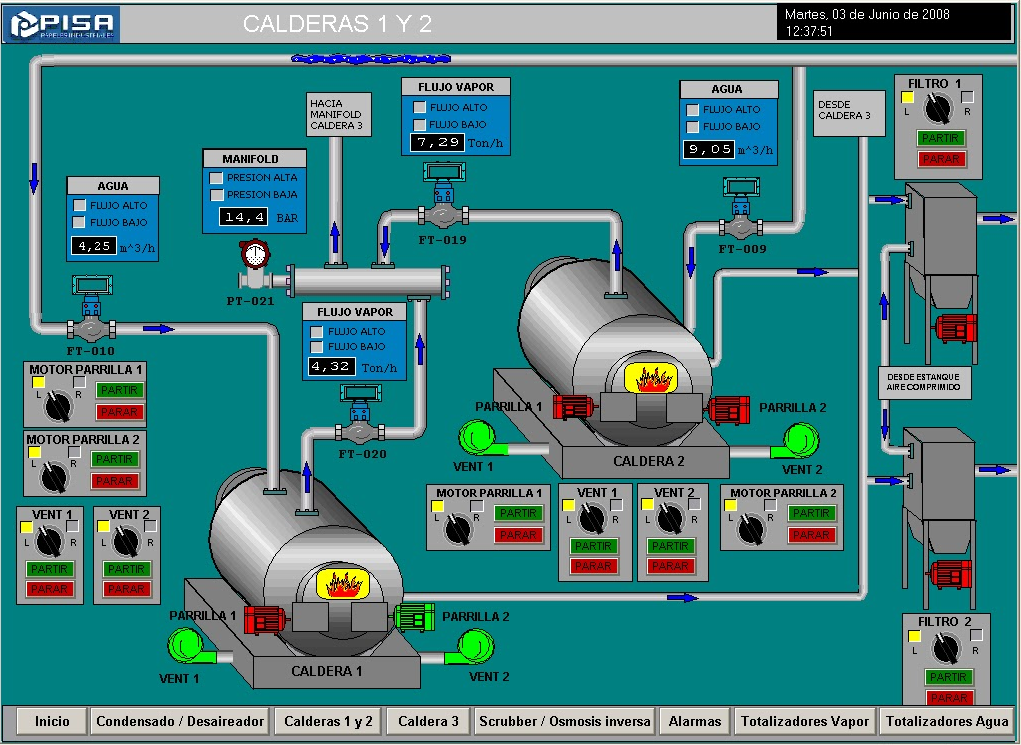 PISA
PAPELES INDUSTRIALES
CALDERAS 1 Y 2
Martes, 03 de Junio de 2008
12:37:51
HACIA
MANIFOLD
CALDERA 3
FLUJO VAPOR
FLUJO ALTO
FLUJO BAJO
7,29 Ton/h
AGUA
FLUJO ALTO
FLUJO BAJO
9,05 m^3/h
DESDE
CALDERA 3
FILTRO 1
L R
PARTIR
PARAR
MANIFOLD
PRESION ALTA
PRESION BAJA
14,4 BAR
AGUA
FLUJO ALTO
FLUJO BAJO
4,25 m^3/h
FT-019
FT-009
PT-021
FLUJO VAPOR
FLUJO ALTO
FLUJO BAJO
4,32 Ton/h
FT-010
FT-020
DESDE ESTANQUE
AIRE COMPRIMIDO
MOTOR PARRILLA 1
L R
PARTIR
PARAR
MOTOR PARRILLA 2
L R
PARTIR
PARAR
VENT 1
L R
PARTIR
PARAR
VENT 2
L R
PARTIR
PARAR
PARRILLA 1
PARRILLA 2
VENT 1
CALDERA 2
VENT 2
MOTOR PARRILLA 1
L R
PARTIR
PARAR
VENT 1
L R
PARTIR
PARAR
VENT 2
L R
PARTIR
PARAR
MOTOR PARRILLA 2
L R
PARTIR
PARAR
PARRILLA 1
PARRILLA 2
VENT 1
CALDERA 1
VENT 2
FILTRO 2
L R
PARTIR
PARAR
Inicio
Condensado / Desaireador
Calderas 1 y 2
Caldera 3
Scrubber / Osmosis inversa
Alarmas
Totalizadores Vapor
Totalizadores Agua